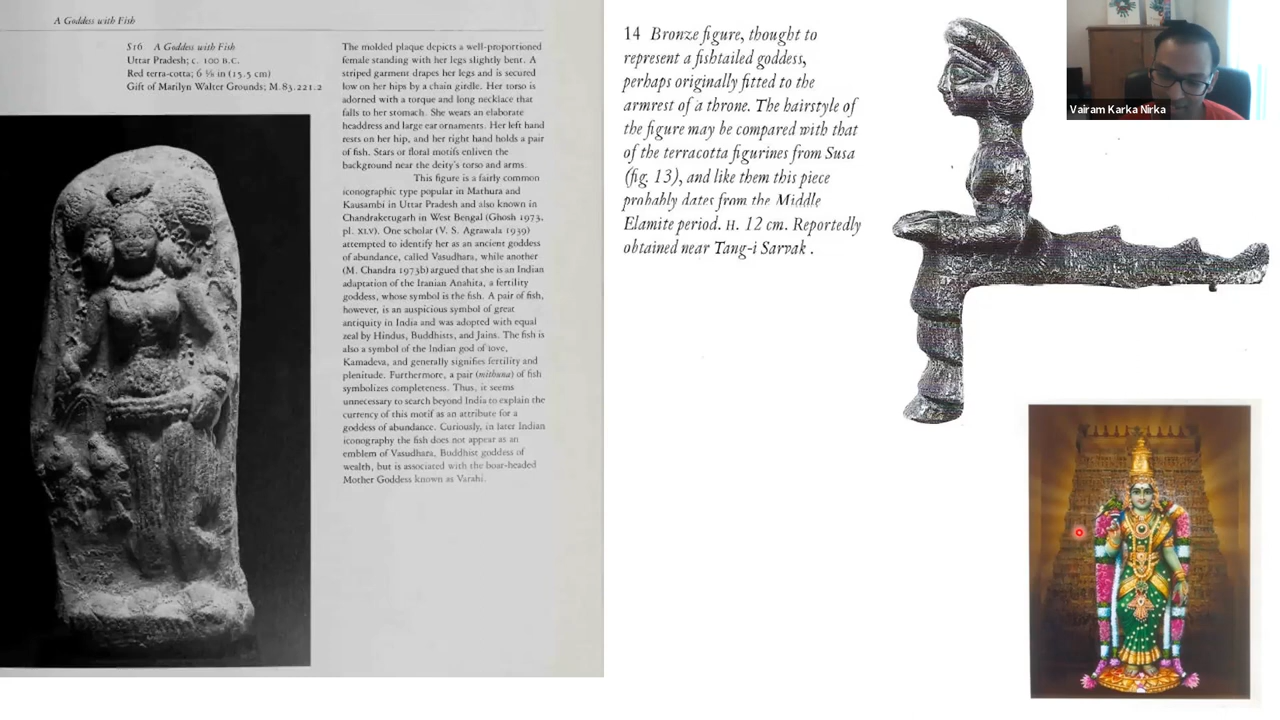 A Goddess with Fish
S16 A Goddess with Fish
Uttar Pradesh; c. 100 B.C.
Red terra-cotta; 6 ⅛ in (15.5 cm)
Gift of Marilyn Walter Grounds; M.83.221.2
The molded plaque depicts a well-proportioned
female standing with her legs slightly bent. A
striped garment drapes her legs and is secured
low on her hips by a chain girdle. Her torso is
adorned with a torque and long necklace that
falls to her stomach. She wears an elaborate
headdress and large ear ornaments. Her left hand
rests on her hip, and her right hand holds a pair
of fish. Stars or floral motifs enliven the
background near the deity's torso and arms.
This figure is a fairly common
iconographic type popular in Mathura and
Kausambi in Uttar Pradesh and also known in
Chandraketugarh in West Bengal (Ghosh 1973,
pl. XLV). One scholar (V. S. Agrawala 1939)
attempted to identify her as an ancient goddess
of abundance, called Vasudhara, while another
(M. Chandra 1973b) argued that she is an Indian
adaptation of the Iranian Anahita, a fertility
goddess, whose symbol is the fish. A pair of fish,
however, is an auspicious symbol of great
antiquity in India and was adopted with equal
zeal by Hindus, Buddhists, and Jains. The fish is
also a symbol of the Indian god of love,
Kamadeva, and generally signifies fertility and
plenitude. Furthermore, a pair (mithuna) of fish
symbolizes completeness. Thus, it seems
unnecessary to search beyond India to explain the
currency of this motif as an attribute for a
goddess of abundance. Curiously, in later Indian
iconography the fish does not appear as an
emblem of Vasudhara, Buddhist goddess of
wealth, but is associated with the boar-headed
Mother Goddess known as Varahi.
14 Bronze figure, thought to
represent a fishtailed goddess,
perhaps originally fitted to the
armrest of a throne. The hairstyle of
the figure may be compared with that
of the terracotta figurines from Susa
(fig. 13), and like them this piece
probably dates from the Middle
Elamite period. H. 12 cm. Reportedly
obtained near Tang-i Sarvak .
Vairam Karka Nirka